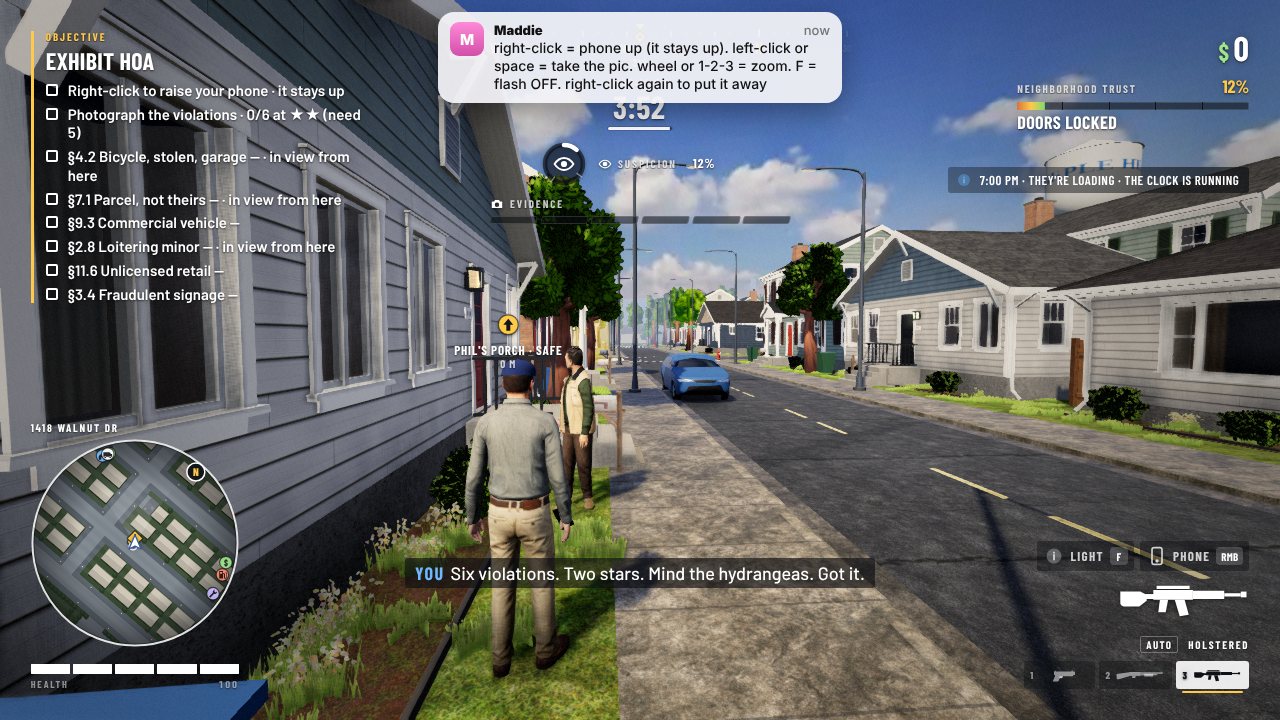 OBJECTIVE
EXHIBIT HOA
Right-click to raise your phone · it stays up
Photograph the violations · 0/6 at ★★ (need
5)
§4.2 Bicycle, stolen, garage — · in view from
here
§7.1 Parcel, not theirs — · in view from here
§9.3 Commercial vehicle —
§2.8 Loitering minor — · in view from here
§11.6 Unlicensed retail —
§3.4 Fraudulent signage —
M
Maddie
now
right-click = phone up (it stays up). left-click or
space = take the pic. wheel or 1-2-3 = zoom. F =
flash OFF. right-click again to put it away
3:52
SUSPICION 12%
EVIDENCE
$0
NEIGHBORHOOD TRUST 12%
DOORS LOCKED
7:00 PM · THEY'RE LOADING · THE CLOCK IS RUNNING
PHIL'S PORCH · SAFE
1418 WALNUT DR
N
$
YOU Six violations. Two stars. Mind the hydrangeas. Got it.
LIGHT F
PHONE RMB
AUTO HOLSTERED
1
2
3
HEALTH 100